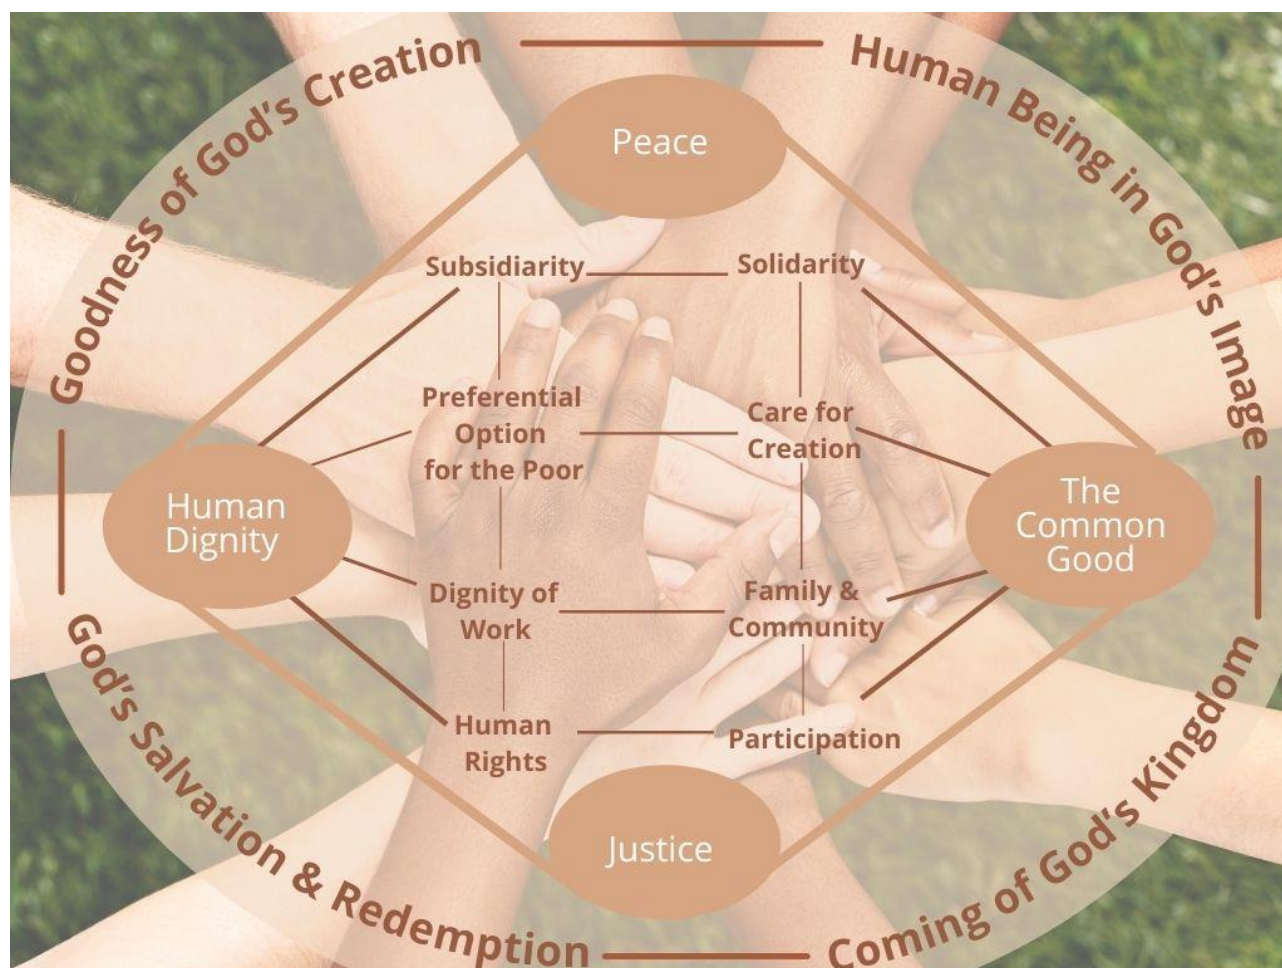 Goodness of God's Creation
Human Being in God's Image
Peace
Subsidiarity
Solidarity
Preferential
Option
for the Poor
Care for
Creation
Human
Dignity
The
Common
Good
Dignity of
Work
Family &
Community
Human
Rights
Participation
Justice
God's Salvation & Redemption
Coming of God's Kingdom